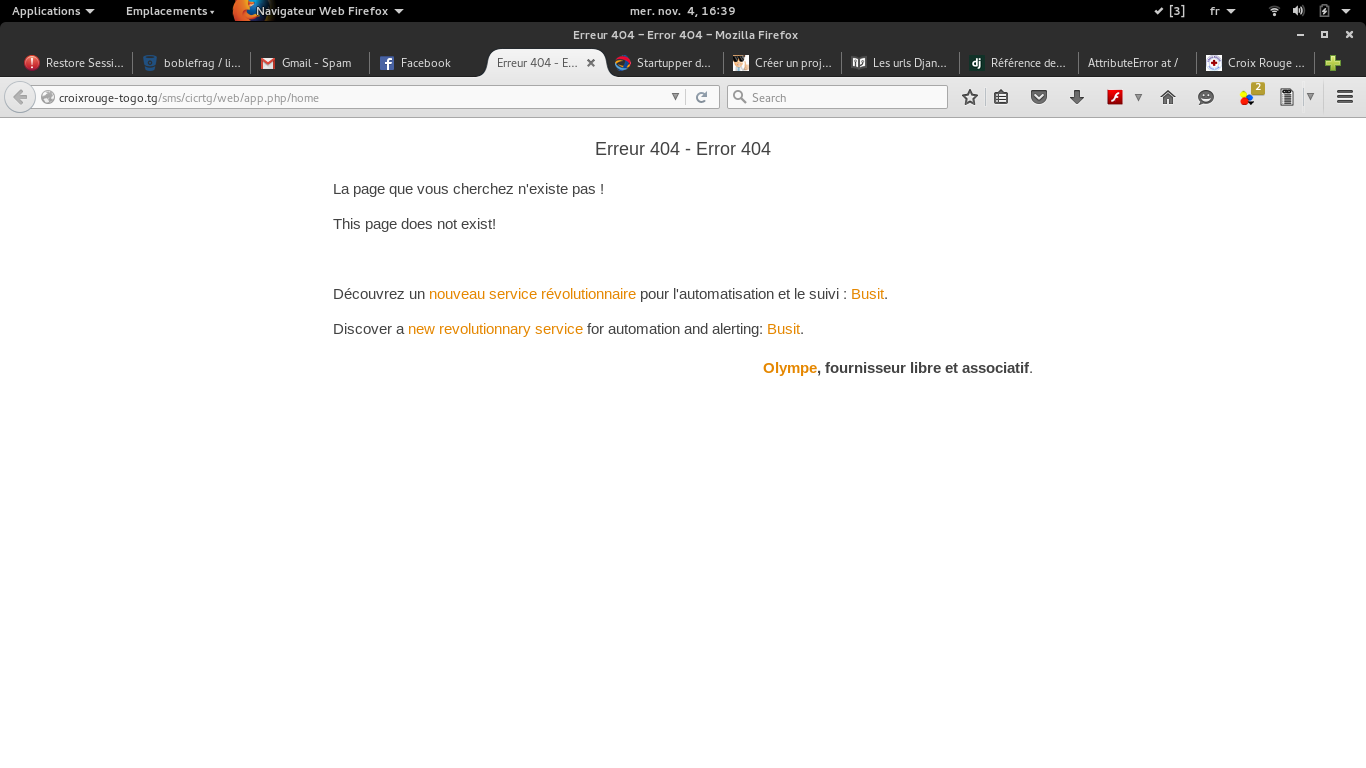 Applications Emplacements Navigateur Web Firefox mer. nov. 4, 16:39 [3] fr
Erreur 404 - Error 404 - Mozilla Firefox
Restore Sessi... boblefrag / li... Gmail - Spam Facebook Erreur 404 - E... Startupper d... Créer un proj... Les urls Djan... dj Référence de... AttributeError at / Croix Rouge ...
croixrouge-togo.tg/sms/cicrtg/web/app.php/home Search 2
Erreur 404 - Error 404
La page que vous cherchez n'existe pas !
This page does not exist!
Découvrez un nouveau service révolutionnaire pour l'automatisation et le suivi : Busit.
Discover a new revolutionnary service for automation and alerting: Busit.
Olympe, fournisseur libre et associatif.